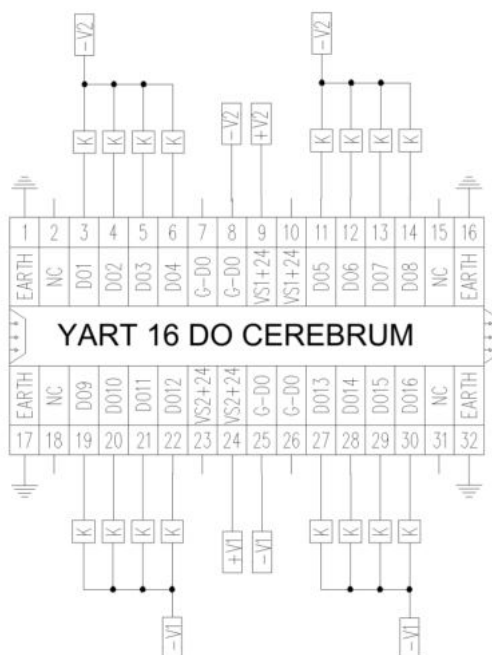 -V2
-V2
-V2
+V2
K K K K
K K K K
1 2 3 4 5 6 7 8 9 10 11 12 13 14 15 16
EARTH NC DO1 DO2 DO3 DO4 G-DO G-DO VS1+24 VS1+24 DO5 DO6 DO7 DO8 NC EARTH
YART 16 DO CEREBRUM
EARTH NC DO9 DO10 DO11 DO12 VS2+24 VS2+24 G-DO G-DO DO13 DO14 DO15 DO16 NC EARTH
17 18 19 20 21 22 23 24 25 26 27 28 29 30 31 32
K K K K
K K K K
+V1
-V1
-V1
-V1